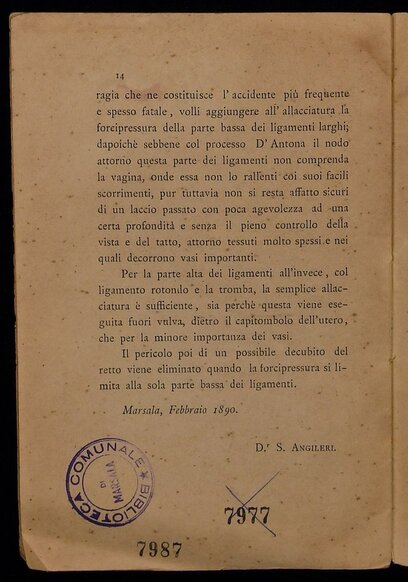 14
ragia che ne costituisce l'accidente più frequente
e spesso fatale, volli aggiungere all'allacciatura la
forcipressura della parte bassa dei ligamenti larghi;
dapoichè sebbene col processo D'Antona il nodo
attorno questa parte dei ligamenti non comprenda
la vagina, onde essa non lo rallenti coi suoi facili
scorrimenti, pur tuttavia non si resta affatto sicuri
di un laccio passato con poca agevolezza ad una
certa profondità e senza il pieno controllo della
vista e del tatto, attorno tessuti molto spessi e nei
quali decorrono vasi importanti.
Per la parte alta dei ligamenti all'invece, col
ligamento rotondo e la tromba, la semplice allac-
ciatura è sufficiente, sia perchè questa viene ese-
guita fuori vulva, dietro il capitombolo dell'utero,
che per la minore importanza dei vasi.
Il pericolo poi di un possibile decubito del
retto viene eliminato quando la forcipressura si li-
mita alla sola parte bassa dei ligamenti.
Marsala, Febbraio 1890.
D.r S. Angileri.
BIBLIOTECA COMUNALE
DI
MARSALA
7977
7987